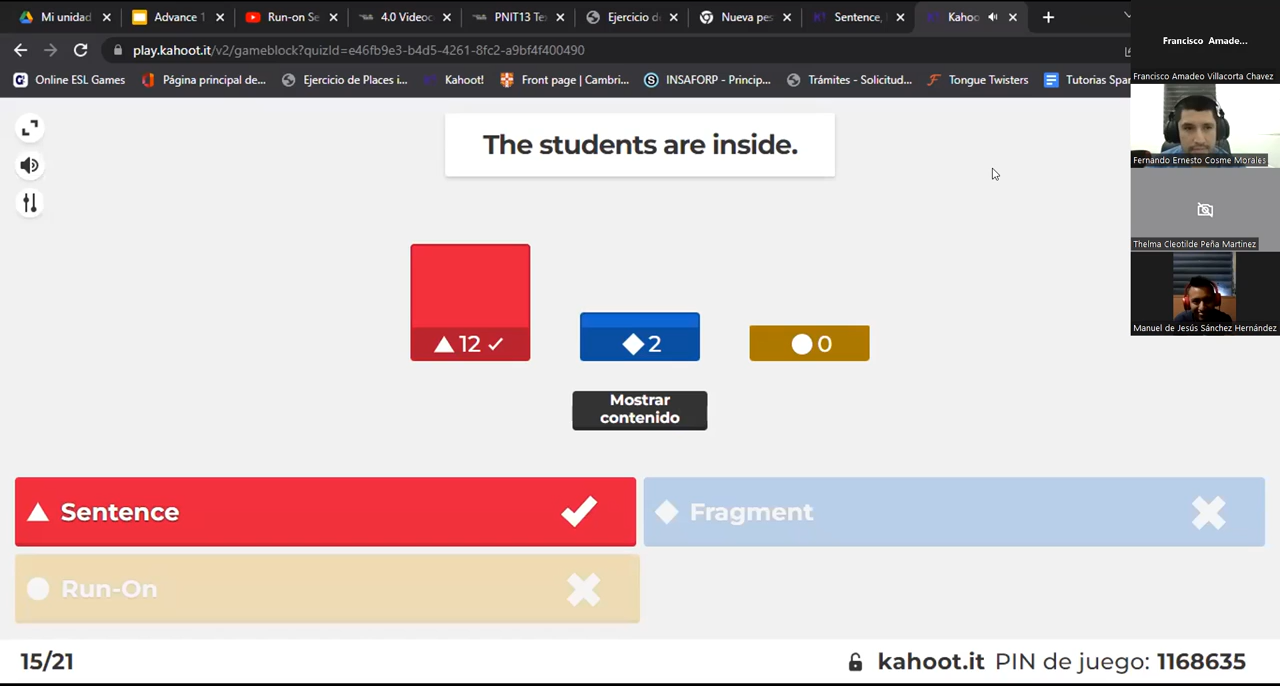 Mi unidad
Advance 1
Run-on Se
4.0 Videoc
PNIT13 Te
Ejercicio d
Nueva pes
Sentence,
Kahoo
play.kahoot.it/v2/gameblock?quizId=e46fb9e3-b4d5-4261-8fc2-a9bf4f400490
Online ESL Games
Página principal de...
Ejercicio de Places i...
Kahoot!
Front page | Cambri...
INSAFORP - Princip...
Trámites - Solicitud...
Tongue Twisters
Tutorias Spar
Francisco Amade...
Francisco Amadeo Villacorta Chavez
Fernando Ernesto Cosme Morales
Thelma Cleotilde Peña Martinez
Manuel de Jesús Sánchez Hernández
The students are inside.
12
2
0
Mostrar
contenido
Sentence
Fragment
Run-On
15/21
kahoot.it PIN de juego: 1168635